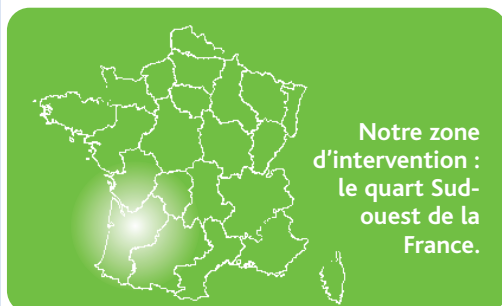 Notre zone
d’intervention :
le quart Sud-
ouest de la
France.